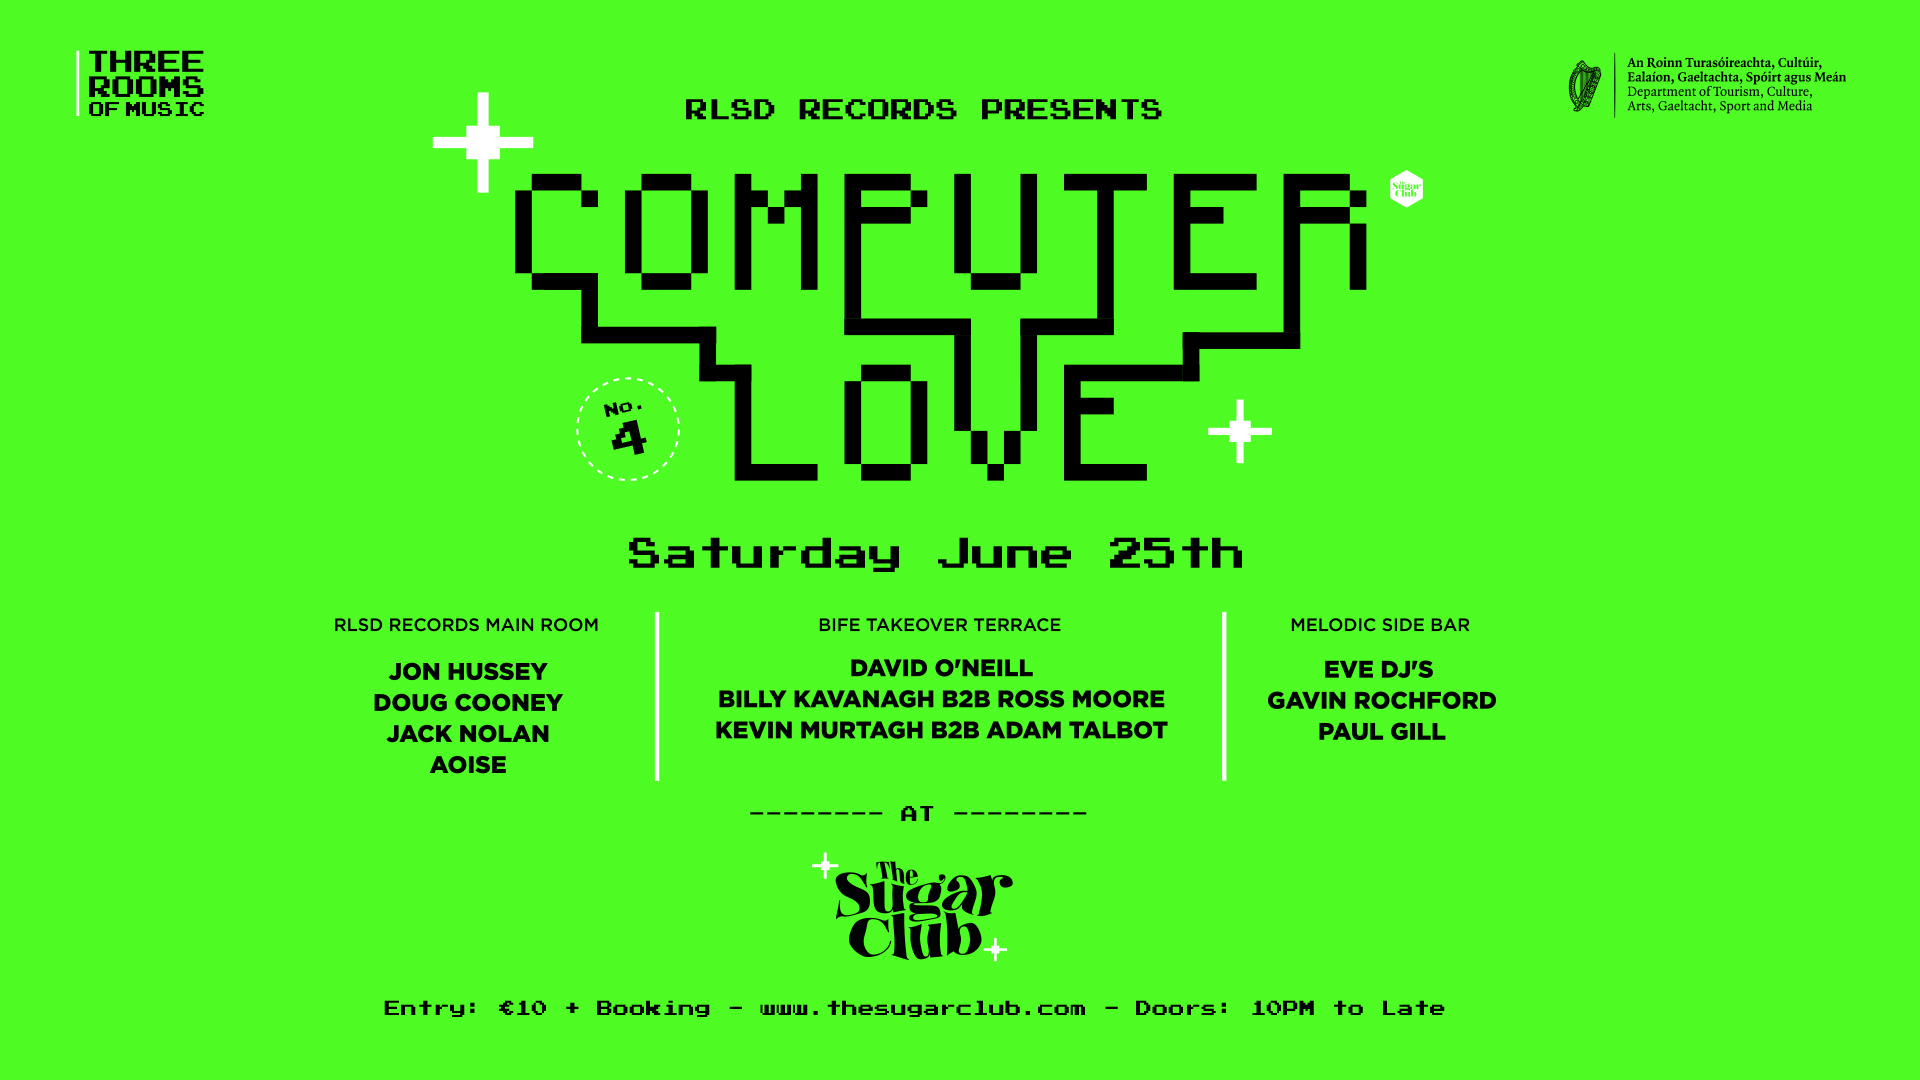 THREE
ROOMS
OF MUSIC
An Roinn Turasóireachta, Cultúir,
Ealaíon, Gaeltachta, Spóirt agus Meán
Department of Tourism, Culture,
Arts, Gaeltacht, Sport and Media
RLSD RECORDS PRESENTS
COMPUTER
The
Sugar
Club
LOVE
No.
4
Saturday June 25th
RLSD RECORDS MAIN ROOM
JON HUSSEY
DOUG COONEY
JACK NOLAN
AOISE
BIFE TAKEOVER TERRACE
DAVID O'NEILL
BILLY KAVANAGH B2B ROSS MOORE
KEVIN MURTAGH B2B ADAM TALBOT
MELODIC SIDE BAR
EVE DJ'S
GAVIN ROCHFORD
PAUL GILL
-------- AT --------
The
Sugar
Club
Entry: €10 + Booking - www.thesugarclub.com - Doors: 10PM to Late